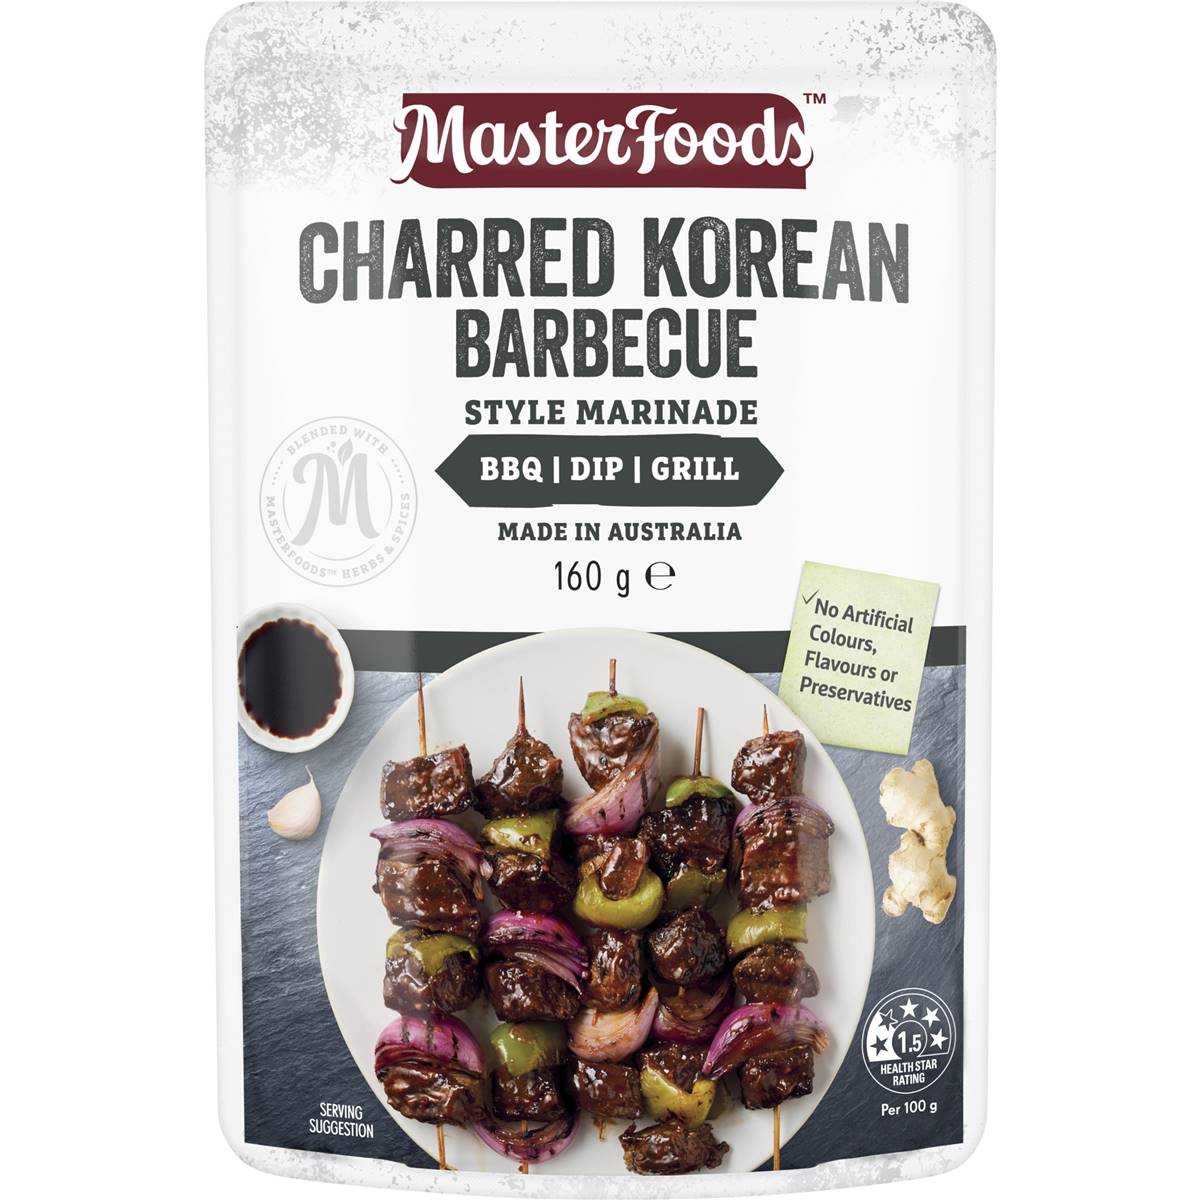 MasterFoods™
CHARRED KOREAN
BARBECUE
STYLE MARINADE
BBQ | DIP | GRILL
MADE IN AUSTRALIA
160 g ℮
BLENDED WITH
M
MASTERFOODS™ HERBS & SPICES
✓No Artificial
Colours,
Flavours or
Preservatives
1.5
HEALTH STAR
RATING
Per 100 g
SERVING
SUGGESTION